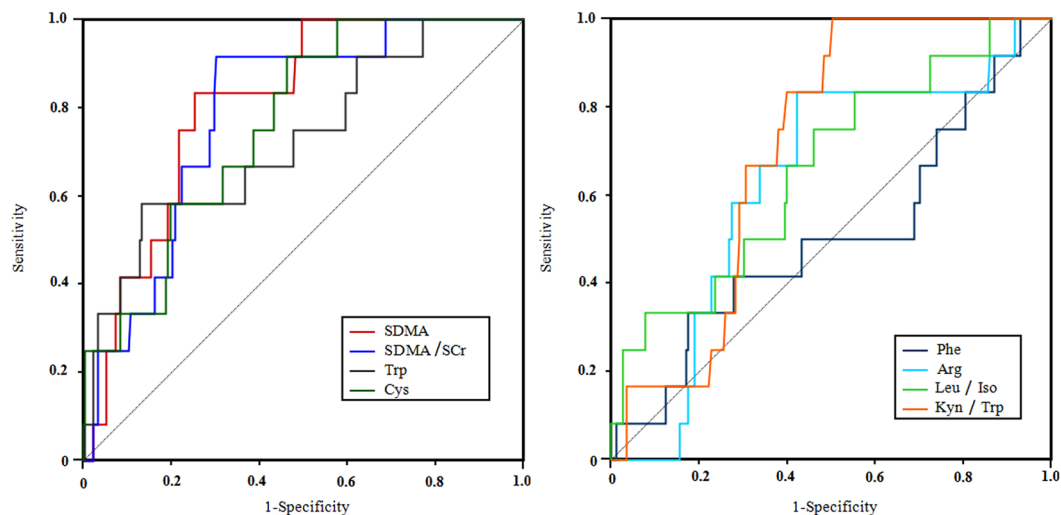 1.0
0.8
0.6
0.4
0.2
0
Sensitivity
SDMA
SDMA /SCr
Trp
Cys
0 0.2 0.4 0.6 0.8 1.0
1-Specificity
1.0
0.8
0.6
0.4
0.2
0
Sensitivity
Phe
Arg
Leu / Iso
Kyn / Trp
0.2 0.4 0.6 0.8 1.0
1-Specificity